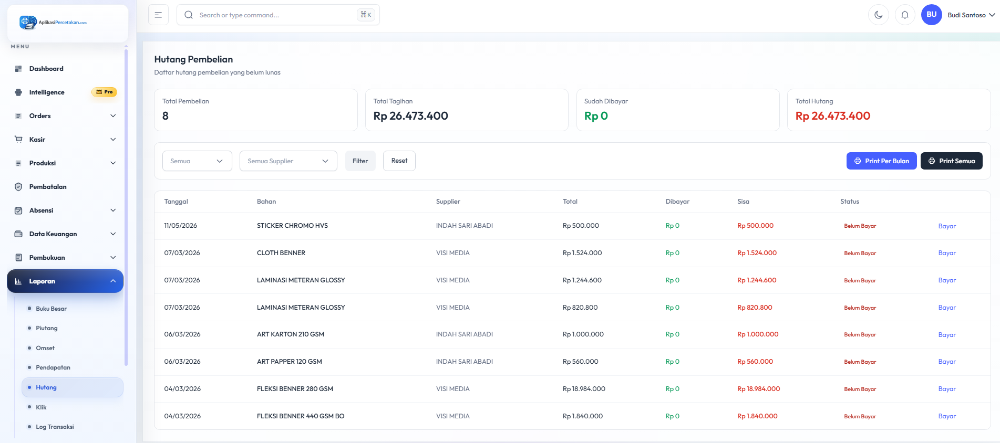 AplikasiPercetakan.com
Search or type command...
⌘K
BU
Budi Santoso
MENU
Dashboard
Intelligence
Pro
Orders
Kasir
Produksi
Pembatalan
Absensi
Data Keuangan
Pembukuan
Laporan
Buku Besar
Piutang
Omset
Pendapatan
Hutang
Klik
Log Transaksi
Hutang Pembelian
Daftar hutang pembelian yang belum lunas
Total Pembelian
8
Total Tagihan
Rp 26.473.400
Sudah Dibayar
Rp 0
Total Hutang
Rp 26.473.400
Semua
Semua Supplier
Filter
Reset
Print Per Bulan
Print Semua
Tanggal Bahan Supplier Total Dibayar Sisa Status
11/05/2026 STICKER CHROMO HVS INDAH SARI ABADI Rp 500.000 Rp 0 Rp 500.000 Belum Bayar Bayar
07/03/2026 CLOTH BENNER VISI MEDIA Rp 1.524.000 Rp 0 Rp 1.524.000 Belum Bayar Bayar
07/03/2026 LAMINASI METERAN GLOSSY VISI MEDIA Rp 1.244.600 Rp 0 Rp 1.244.600 Belum Bayar Bayar
07/03/2026 LAMINASI METERAN GLOSSY VISI MEDIA Rp 820.800 Rp 0 Rp 820.800 Belum Bayar Bayar
06/03/2026 ART KARTON 210 GSM INDAH SARI ABADI Rp 1.000.000 Rp 0 Rp 1.000.000 Belum Bayar Bayar
06/03/2026 ART PAPPER 120 GSM INDAH SARI ABADI Rp 560.000 Rp 0 Rp 560.000 Belum Bayar Bayar
04/03/2026 FLEKSI BENNER 280 GSM VISI MEDIA Rp 18.984.000 Rp 0 Rp 18.984.000 Belum Bayar Bayar
04/03/2026 FLEKSI BENNER 440 GSM BO VISI MEDIA Rp 1.840.000 Rp 0 Rp 1.840.000 Belum Bayar Bayar